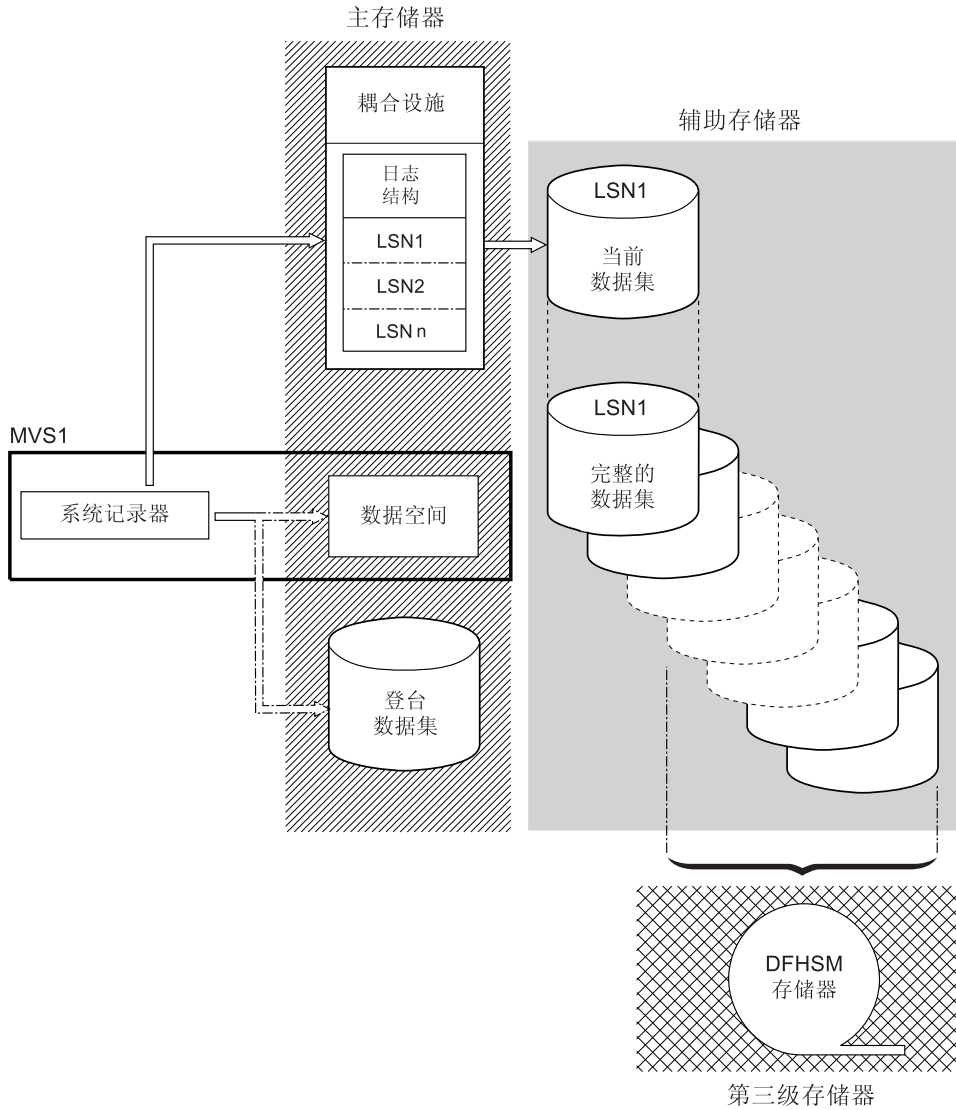 主存储器
耦合设施
日志
结构
LSN1
LSN2
LSNn
辅助存储器
LSN1
当前
数据集
LSN1
完整的
数据集
MVS1
系统记录器
数据空间
登台
数据集
DFHSM
存储器
第三级存储器